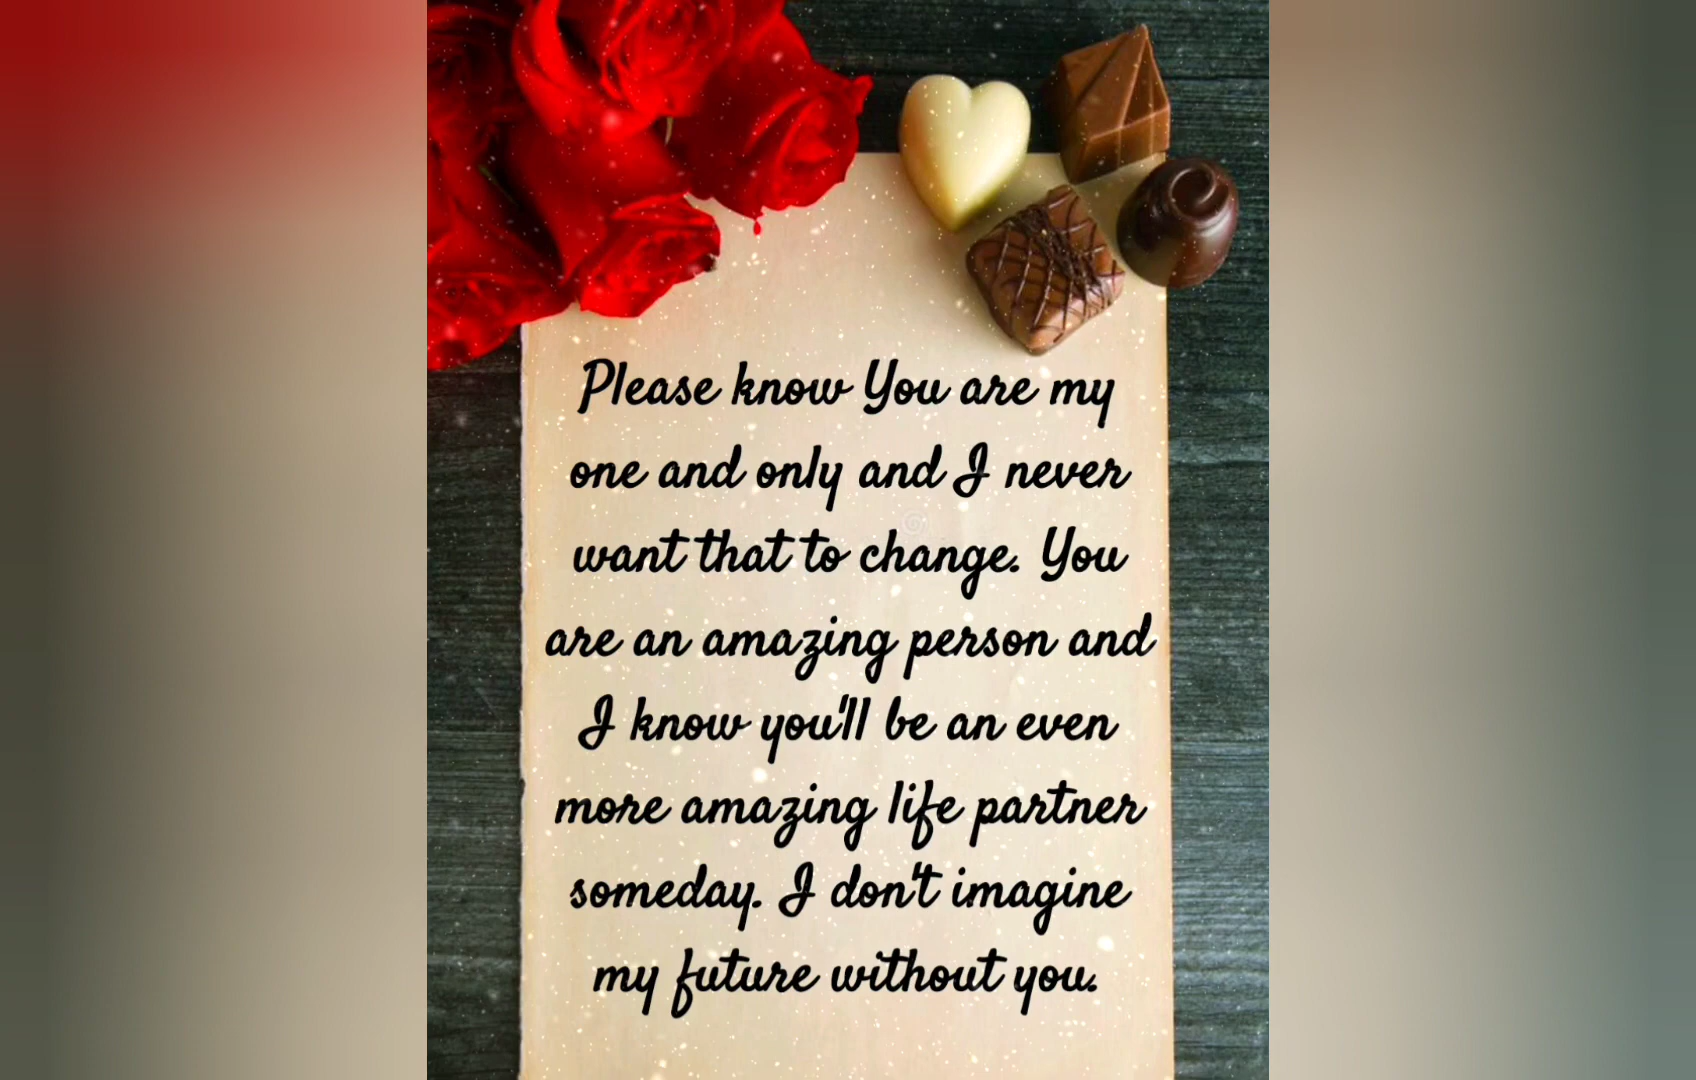 Please know You are my
one and only and I never
want that to change. You
are an amazing person and
I know you'll be an even
more amazing life partner
someday. I don't imagine
my future without you.